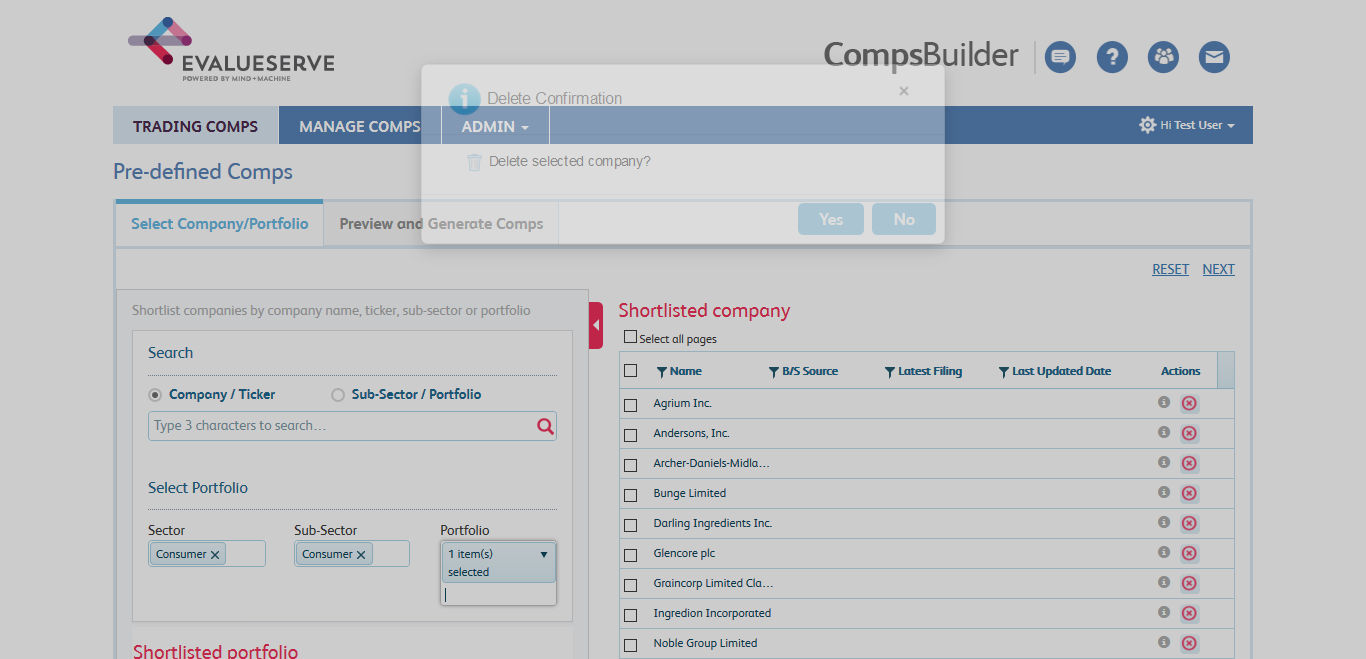 EVALUESERVE
POWERED BY MIND+MACHINE
CompsBuilder
Delete Confirmation
×
TRADING COMPS
MANAGE COMPS
ADMIN
Hi Test User
Delete selected company?
Pre-defined Comps
Yes
No
Select Company/Portfolio
Preview and Generate Comps
RESET
NEXT
Shortlist companies by company name, ticker, sub-sector or portfolio
Search
Company / Ticker
Sub-Sector / Portfolio
Type 3 characters to search...
Select Portfolio
Sector
Sub-Sector
Portfolio
Consumer ×
Consumer ×
1 item(s)
selected
Shortlisted portfolio
Shortlisted company
Select all pages
Name
B/S Source
Latest Filing
Last Updated Date
Actions
Agrium Inc.
Andersons, Inc.
Archer-Daniels-Midla...
Bunge Limited
Darling Ingredients Inc.
Glencore plc
Graincorp Limited Cla...
Ingredion Incorporated
Noble Group Limited